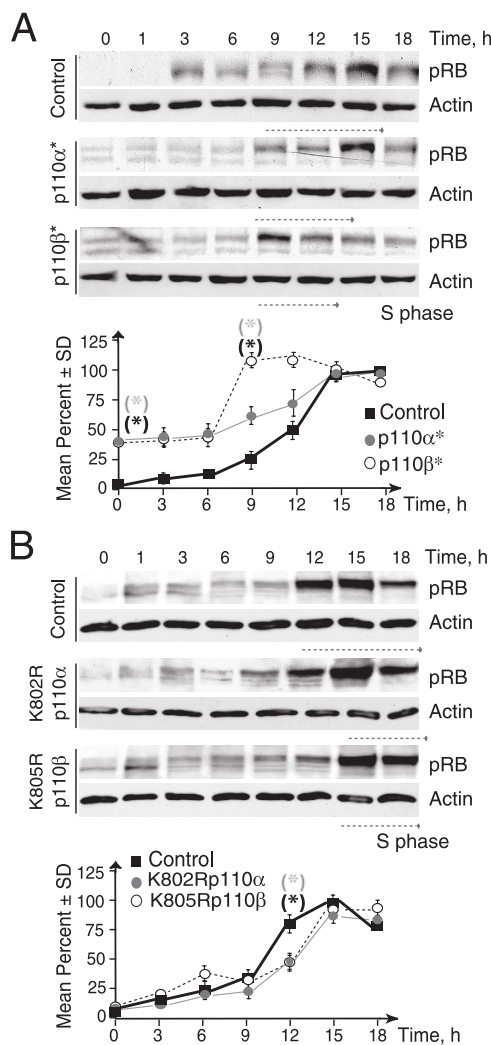 A
0 1 3 6 9 12 15 18 Time, h
Control
pRB
Actin
p110α*
pRB
Actin
p110β*
pRB
Actin
S phase
Mean Percent ± SD
125
100
75
50
25
0
(*)
(*)
(*)
(*)
Control
p110α*
p110β*
0 3 6 9 12 15 18 Time, h
B
0 1 3 6 9 12 15 18 Time, h
Control
pRB
Actin
K802R
p110α
pRB
Actin
K805R
p110β
pRB
Actin
S phase
Mean Percent ± SD
125
100
75
50
25
0
Control
K802Rp110α
K805Rp110β
(*)
(*)
0 3 6 9 12 15 18 Time, h